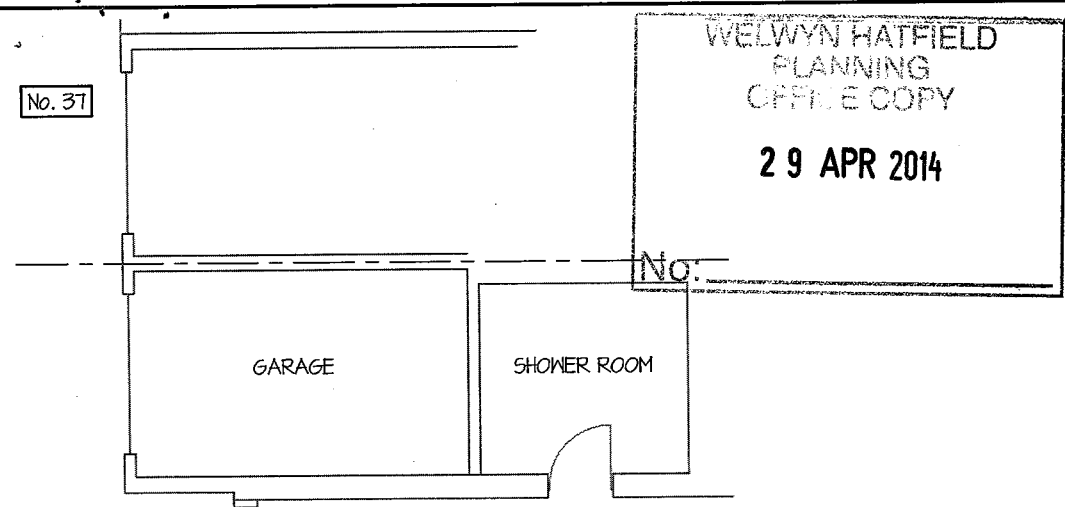 No. 37
WELWYN HATFIELD
PLANNING
OFFICE COPY
29 APR 2014
No:
GARAGE
SHOWER ROOM